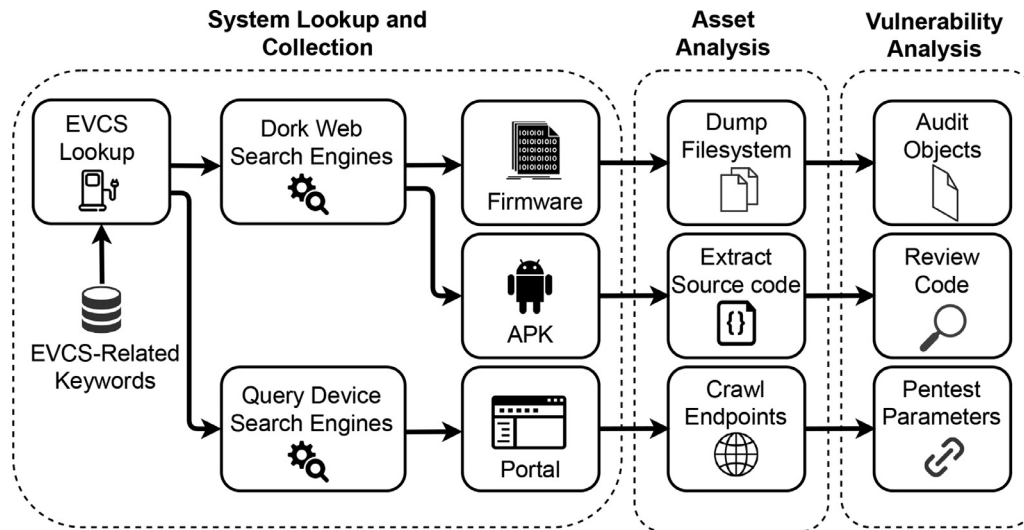 System Lookup and
Collection
Asset
Analysis
Vulnerability
Analysis
EVCS
Lookup
Dork Web
Search Engines
01010
Firmware
Dump
Filesystem
Audit
Objects
APK
Extract
Source code
{}
Review
Code
EVCS-Related
Keywords
Query Device
Search Engines
Portal
Crawl
Endpoints
Pentest
Parameters